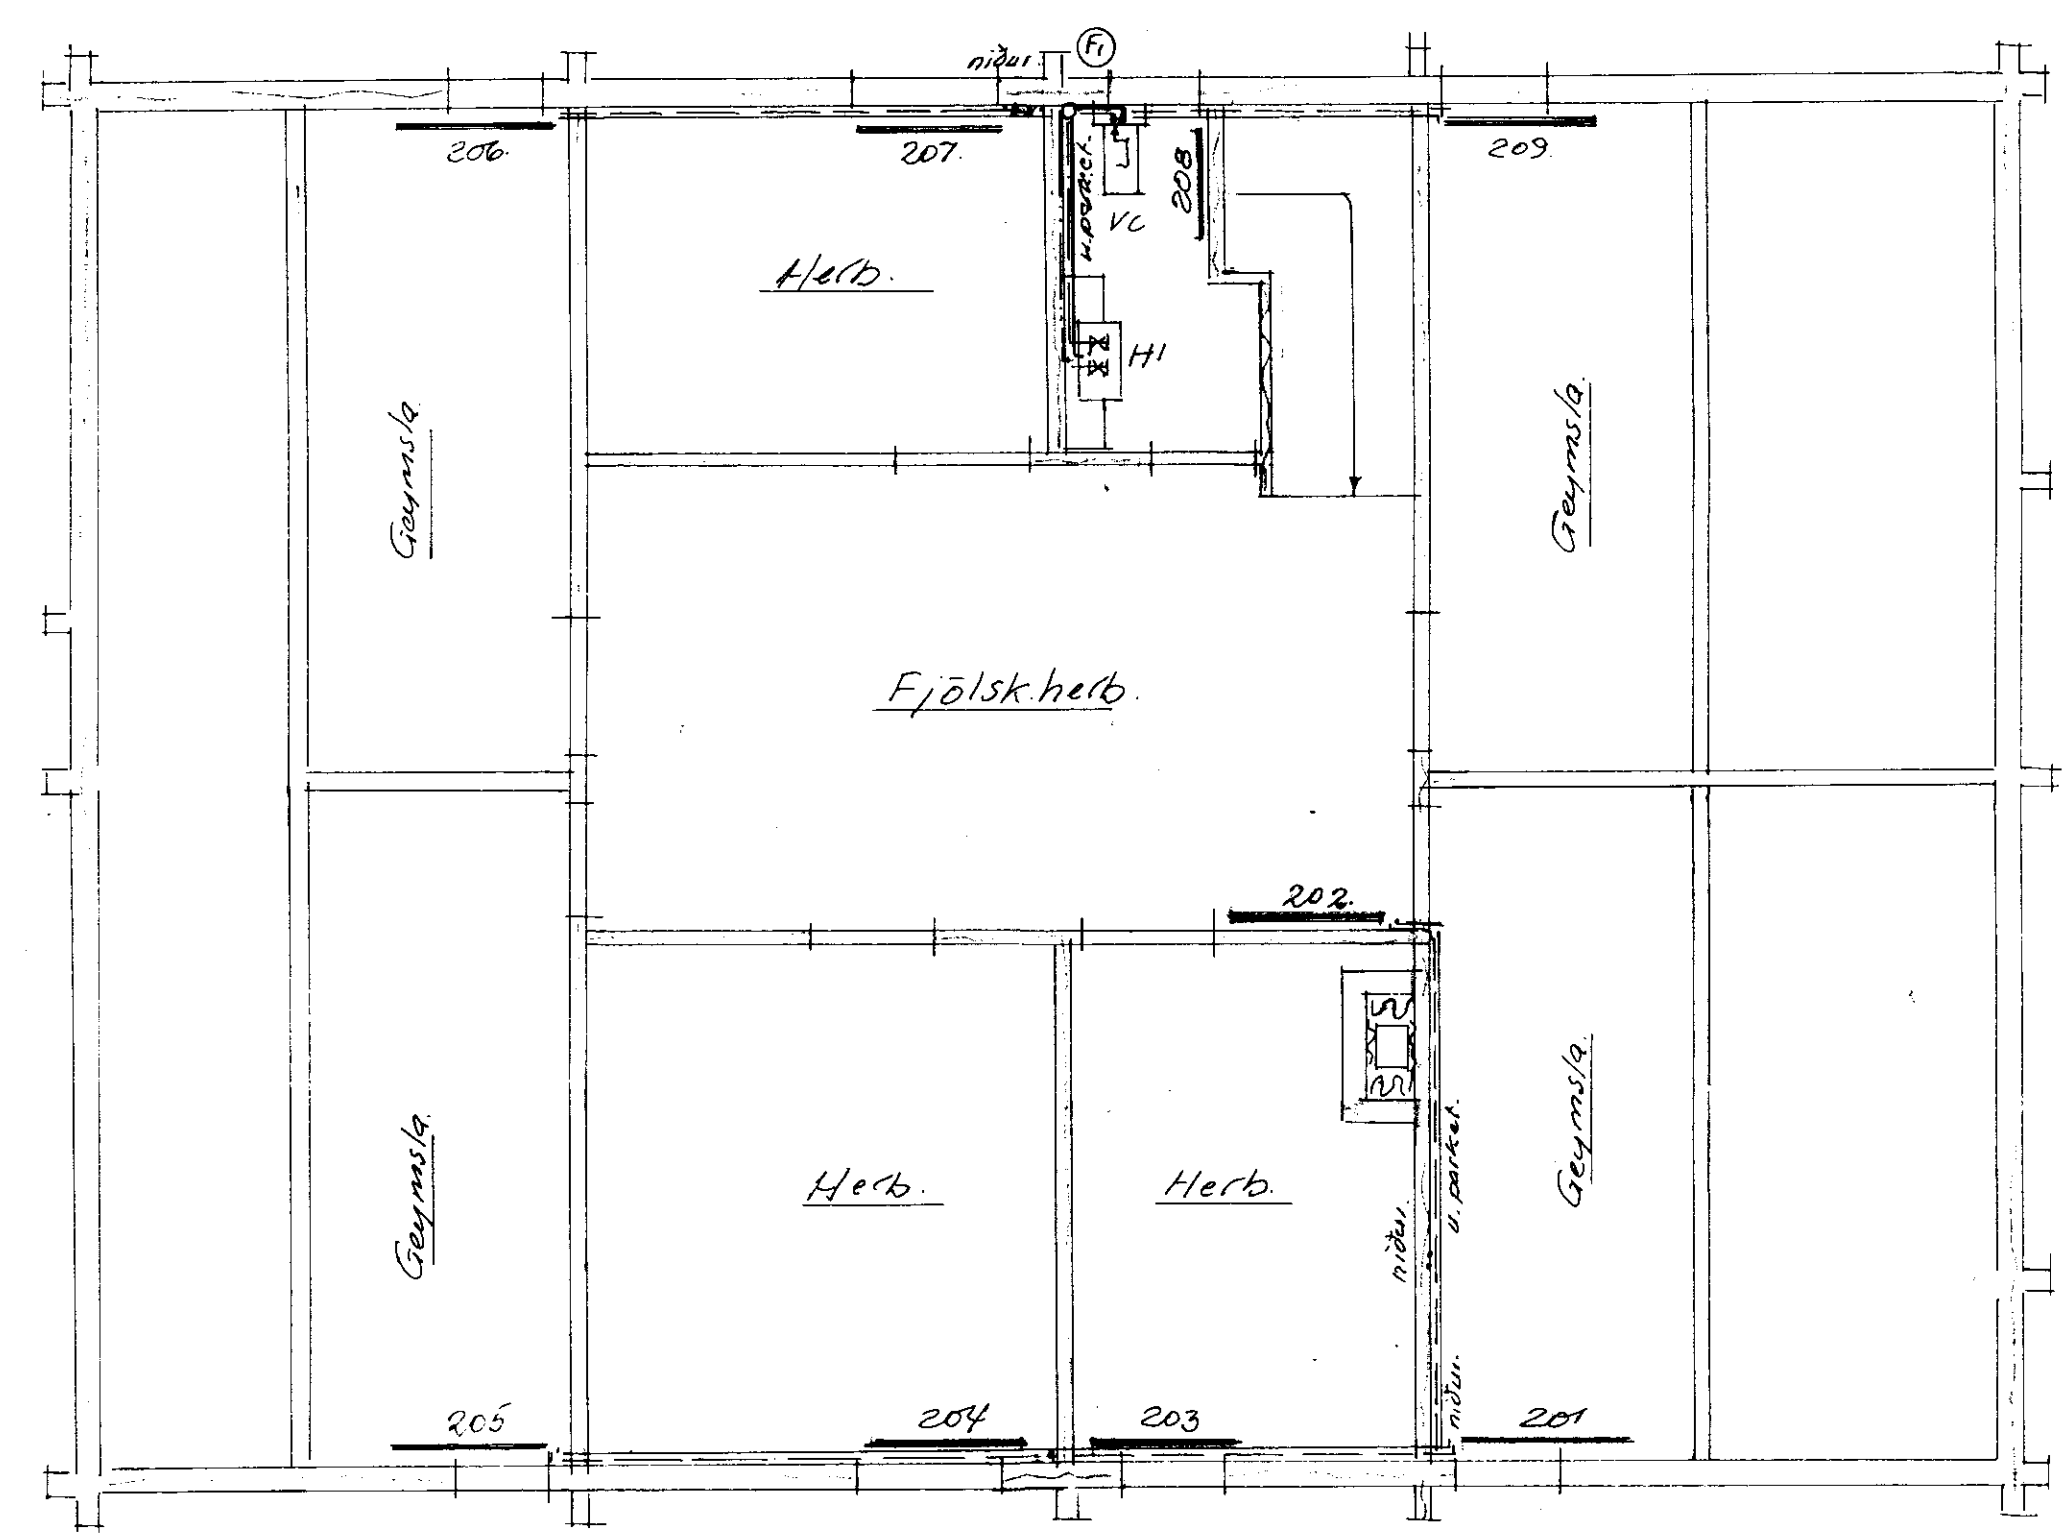 niður.
F1
206.
207.
208
209.
u. parket.
VC
Herb.
H1
Geymsla.
Geymsla.
Fjölsk.herb.
202.
Geymsla.
Herb.
Herb.
niður.
u. parket.
Geymsla.
niður.
205
204
203
201